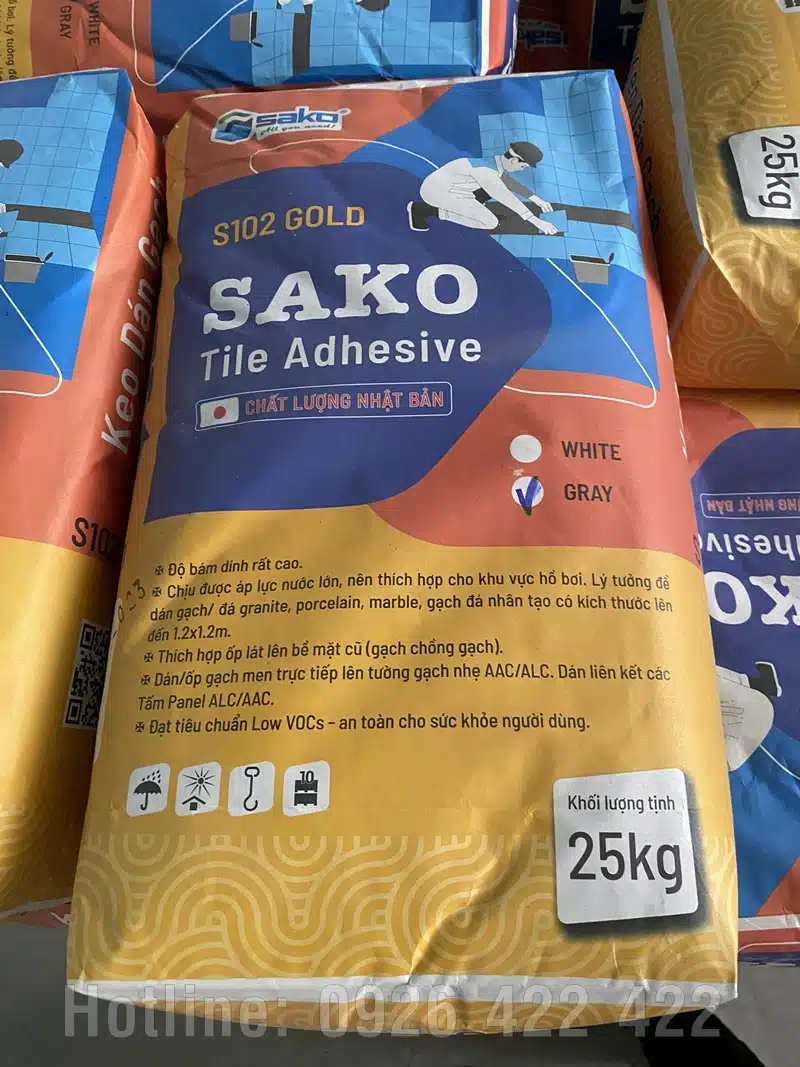 WHITE
GRAY
sako
All you need!
25kg
S102 GOLD
SAKO
Tile Adhesive
CHẤT LƯỢNG NHẬT BẢN
WHITE
GRAY
Keo Dán
S102
✠ Độ bám dính rất cao.
✠ Chịu được áp lực nước lớn, nên thích hợp cho khu vực hồ bơi. Lý tưởng để
dán gạch/ đá granite, porcelain, marble, gạch đá nhân tạo có kích thước lên
đến 1.2x1.2m.
✠ Thích hợp ốp lát lên bề mặt cũ (gạch chồng gạch).
✠ Dán/ốp gạch men trực tiếp lên tường gạch nhẹ AAC/ALC. Dán liên kết các
Tấm Panel ALC/AAC.
✠ Đạt tiêu chuẩn Low VOCs - an toàn cho sức khỏe người dùng.
10
Khối lượng tịnh
25kg
Hotline: 0926 422 422